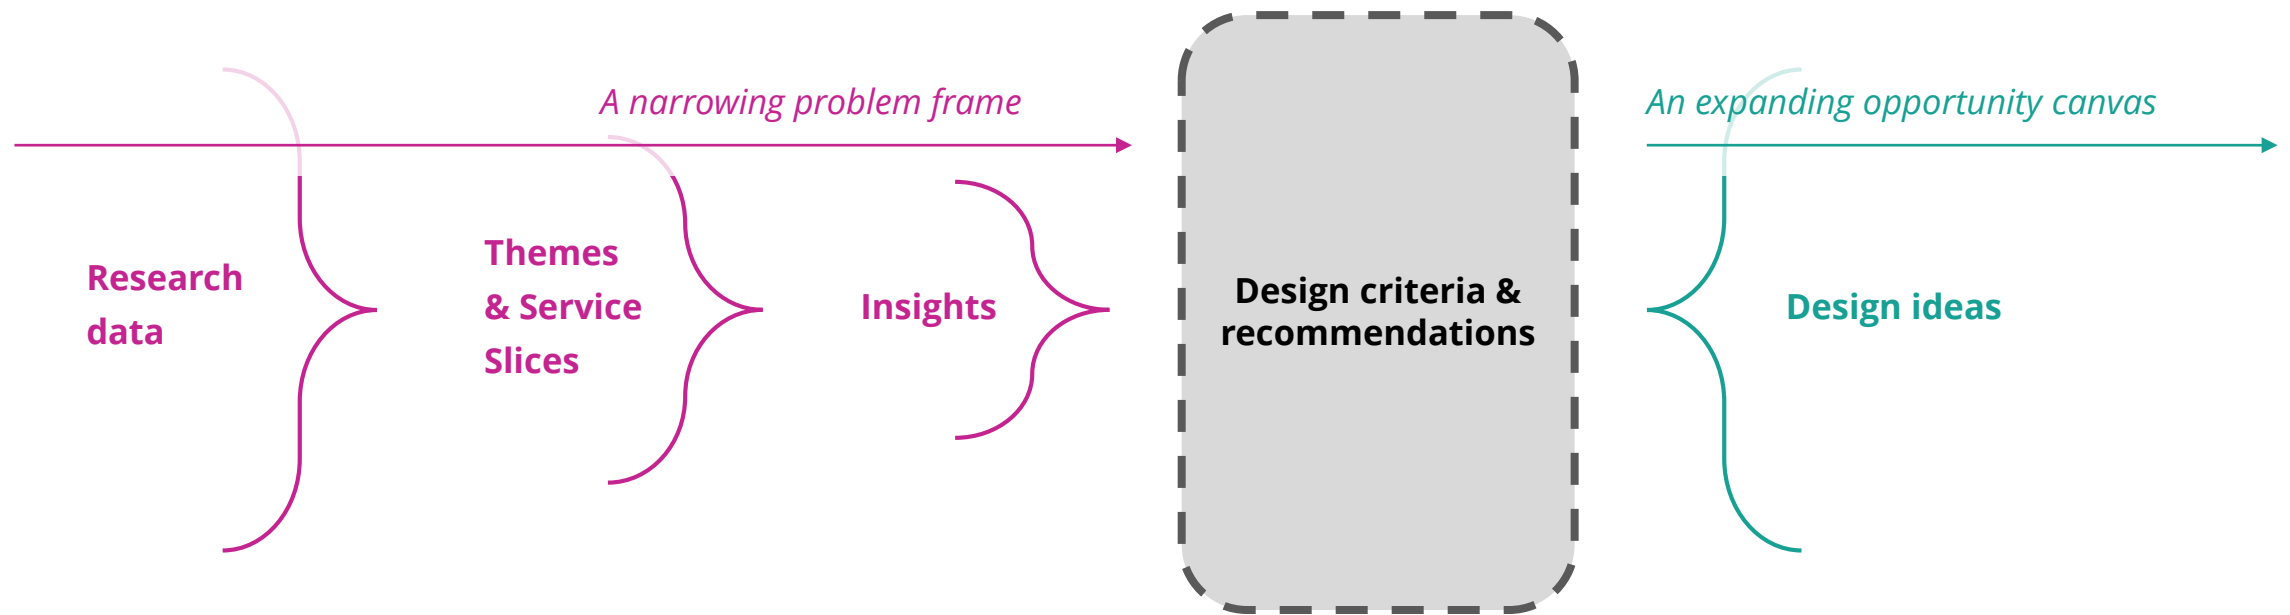 A narrowing problem frame
An expanding opportunity canvas
Research
data
Themes
& Service
Slices
Insights
Design criteria &
recommendations
Design ideas